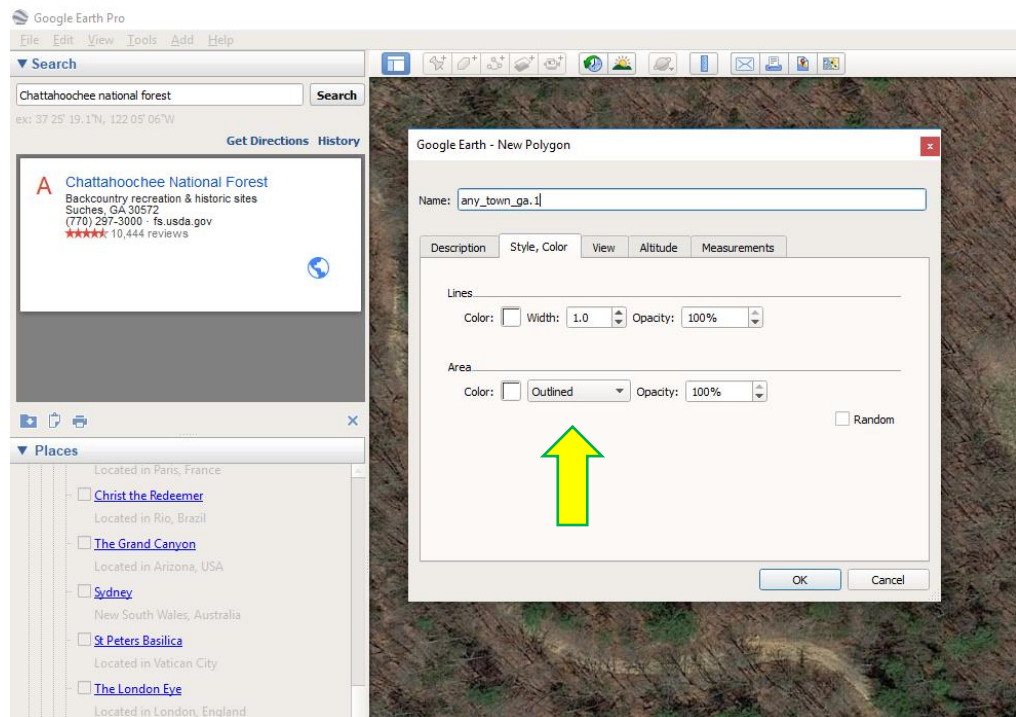 Google Earth Pro
File Edit View Tools Add Help
▼ Search
Chattahoochee national forest Search
ex: 37 25' 19.1"N, 122 05' 06"W
Get Directions History
A Chattahoochee National Forest
Backcountry recreation & historic sites
Suches, GA 30572
(770) 297-3000 - fs.usda.gov
10,444 reviews
▼ Places
Located in Paris, France
Christ the Redeemer
Located in Rio, Brazil
The Grand Canyon
Located in Arizona, USA
Sydney
New South Wales, Australia
St Peters Basilica
Located in Vatican City
The London Eye
Located in London, England
Google Earth - New Polygon
x
Name: any_town_ga.1
Description Style, Color View Altitude Measurements
Lines
Color: Width: 1.0 Opacity: 100%
Area
Color: Outlined Opacity: 100%
Random
OK Cancel